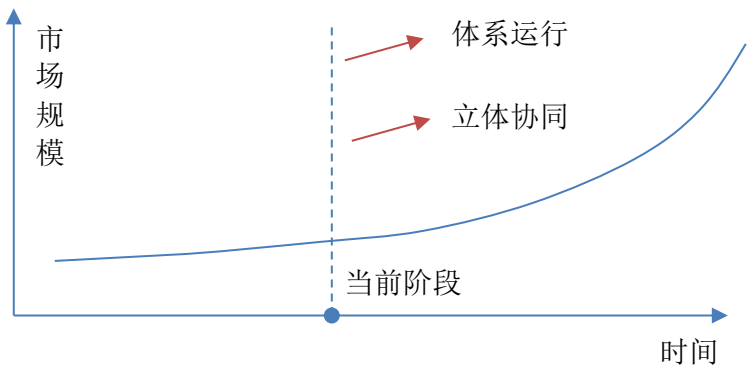 市场规模
体系运行
立体协同
当前阶段
时间